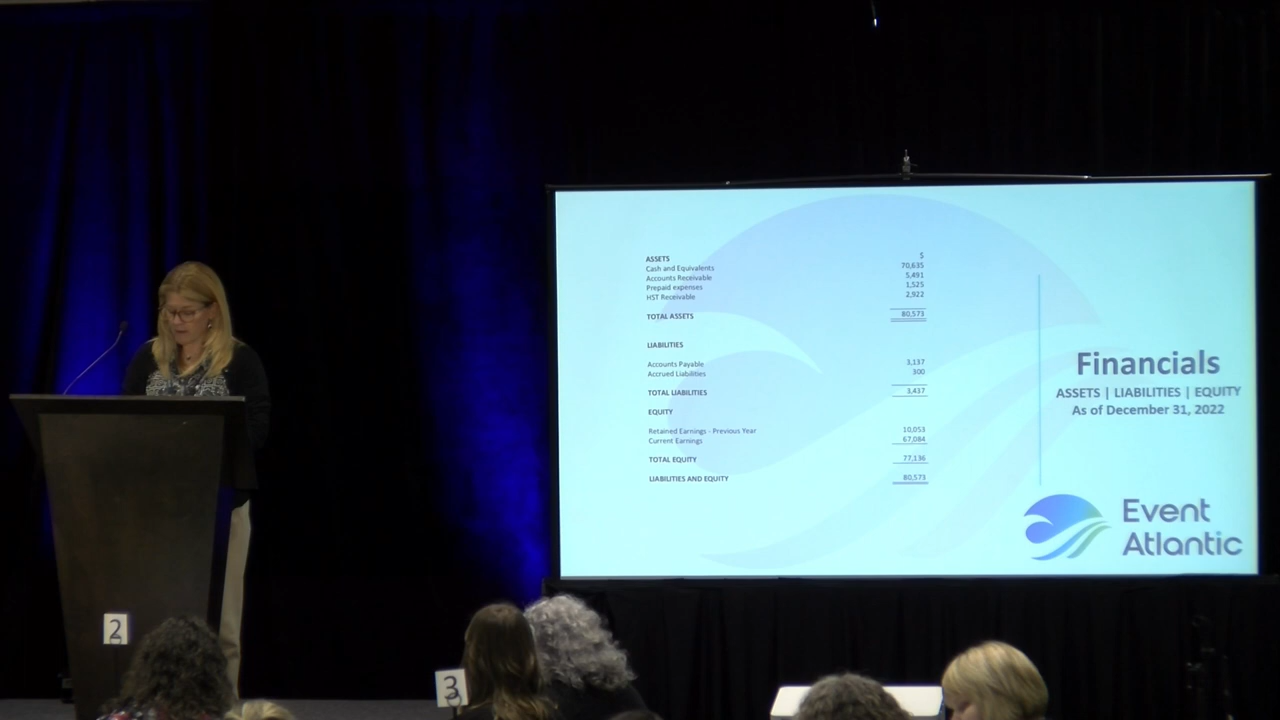 ASSETS $
Cash and Equivalents 70,635
Accounts Receivable 5,491
Prepaid expenses 1,525
HST Receivable 2,922
TOTAL ASSETS 80,573
LIABILITIES
Accounts Payable 3,137
Accrued Liabilities 300
TOTAL LIABILITIES 3,437
EQUITY
Retained Earnings - Previous Year 10,053
Current Earnings 67,084
TOTAL EQUITY 77,136
LIABILITIES AND EQUITY 80,573
Financials
ASSETS | LIABILITIES | EQUITY
As of December 31, 2022
Event
Atlantic
2
3